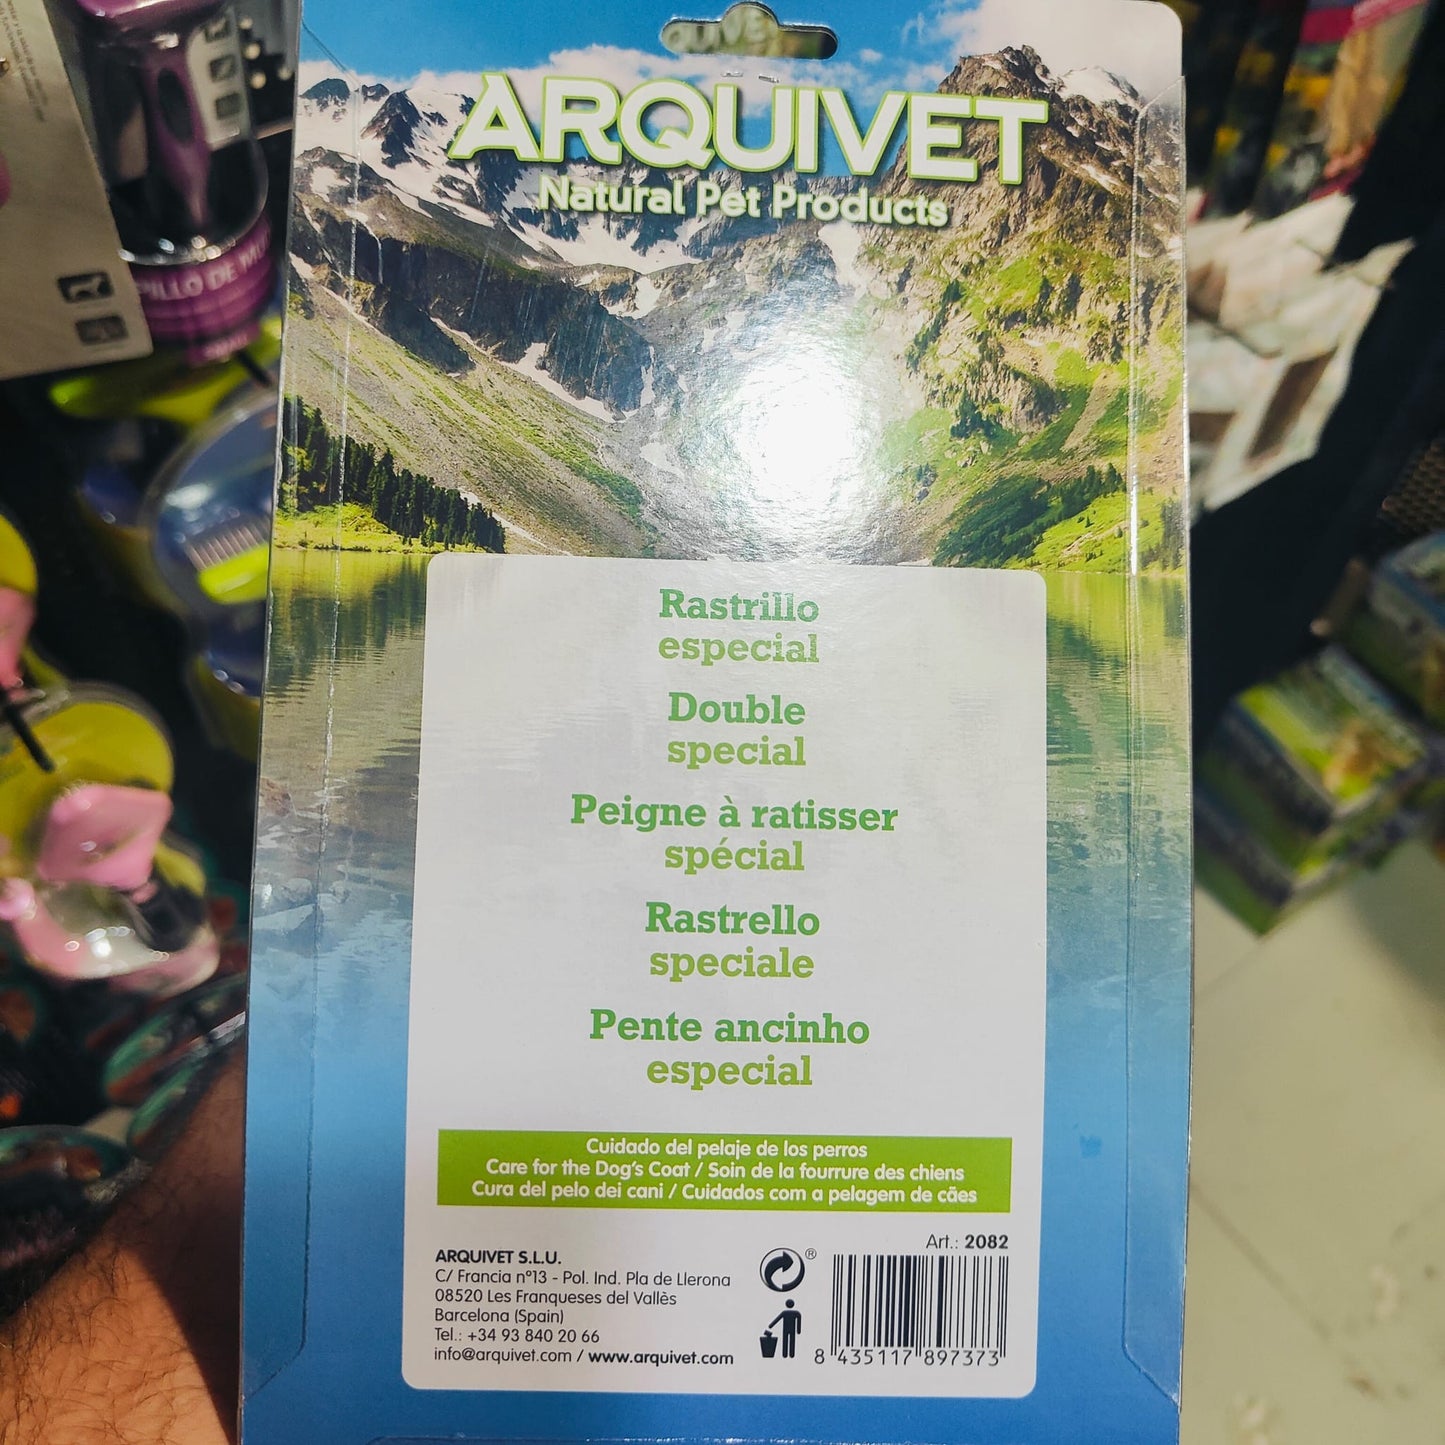 ARQUIVET
Natural Pet Products
Rastrillo
especial
Double
special
Peigne à ratisser
spécial
Rastrello
speciale
Pente ancinho
especial
Cuidado del pelaje de los perros
Care for the Dog's Coat / Soin de la fourrure des chiens
Cura del pelo dei cani / Cuidados com a pelagem de cães
Art.: 2082
ARQUIVET S.L.U.
C/ Francia nº13 - Pol. Ind. Pla de Llerona
08520 Les Franqueses del Vallès
Barcelona (Spain)
Tel.: +34 93 840 20 66
info@arquivet.com / www.arquivet.com
®
8 435117 897373